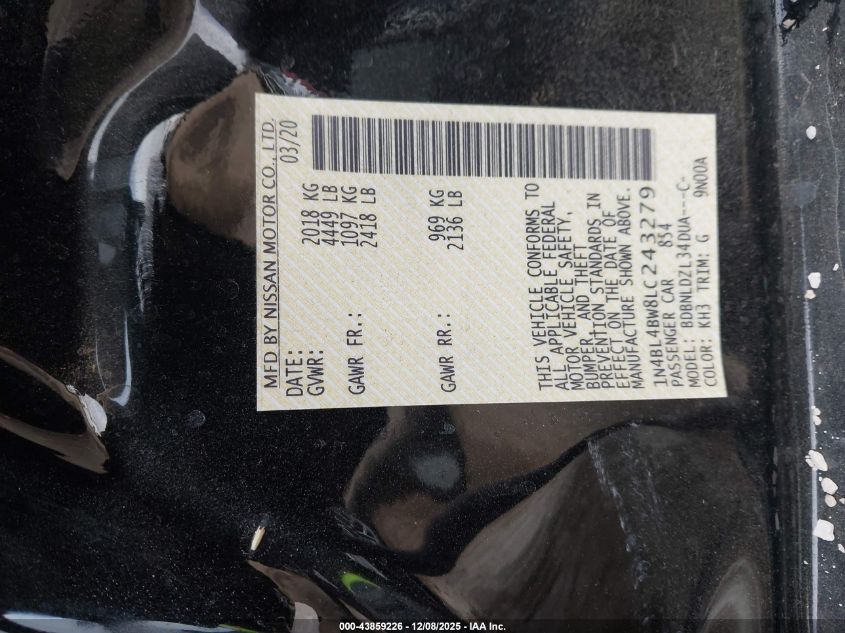 MFD BY NISSAN MOTOR CO., LTD.
DATE: 03/20
GVWR: 2018 KG
4449 LB
GAWR FR.: 1097 KG
2418 LB
GAWR RR.: 969 KG
2136 LB
THIS VEHICLE CONFORMS TO
ALL APPLICABLE FEDERAL
MOTOR VEHICLE SAFETY,
BUMPER, AND THEFT
PREVENTION STANDARDS IN
EFFECT ON THE DATE OF
MANUFACTURE SHOWN ABOVE.
1N4BL4BW8LC243279
PASSENGER CAR 854
MODEL: BDBNLDZL34DUA---C-
COLOR: KH3 TRIM: G 9N00A
000-43859226 - 12/08/2025 - IAA Inc.